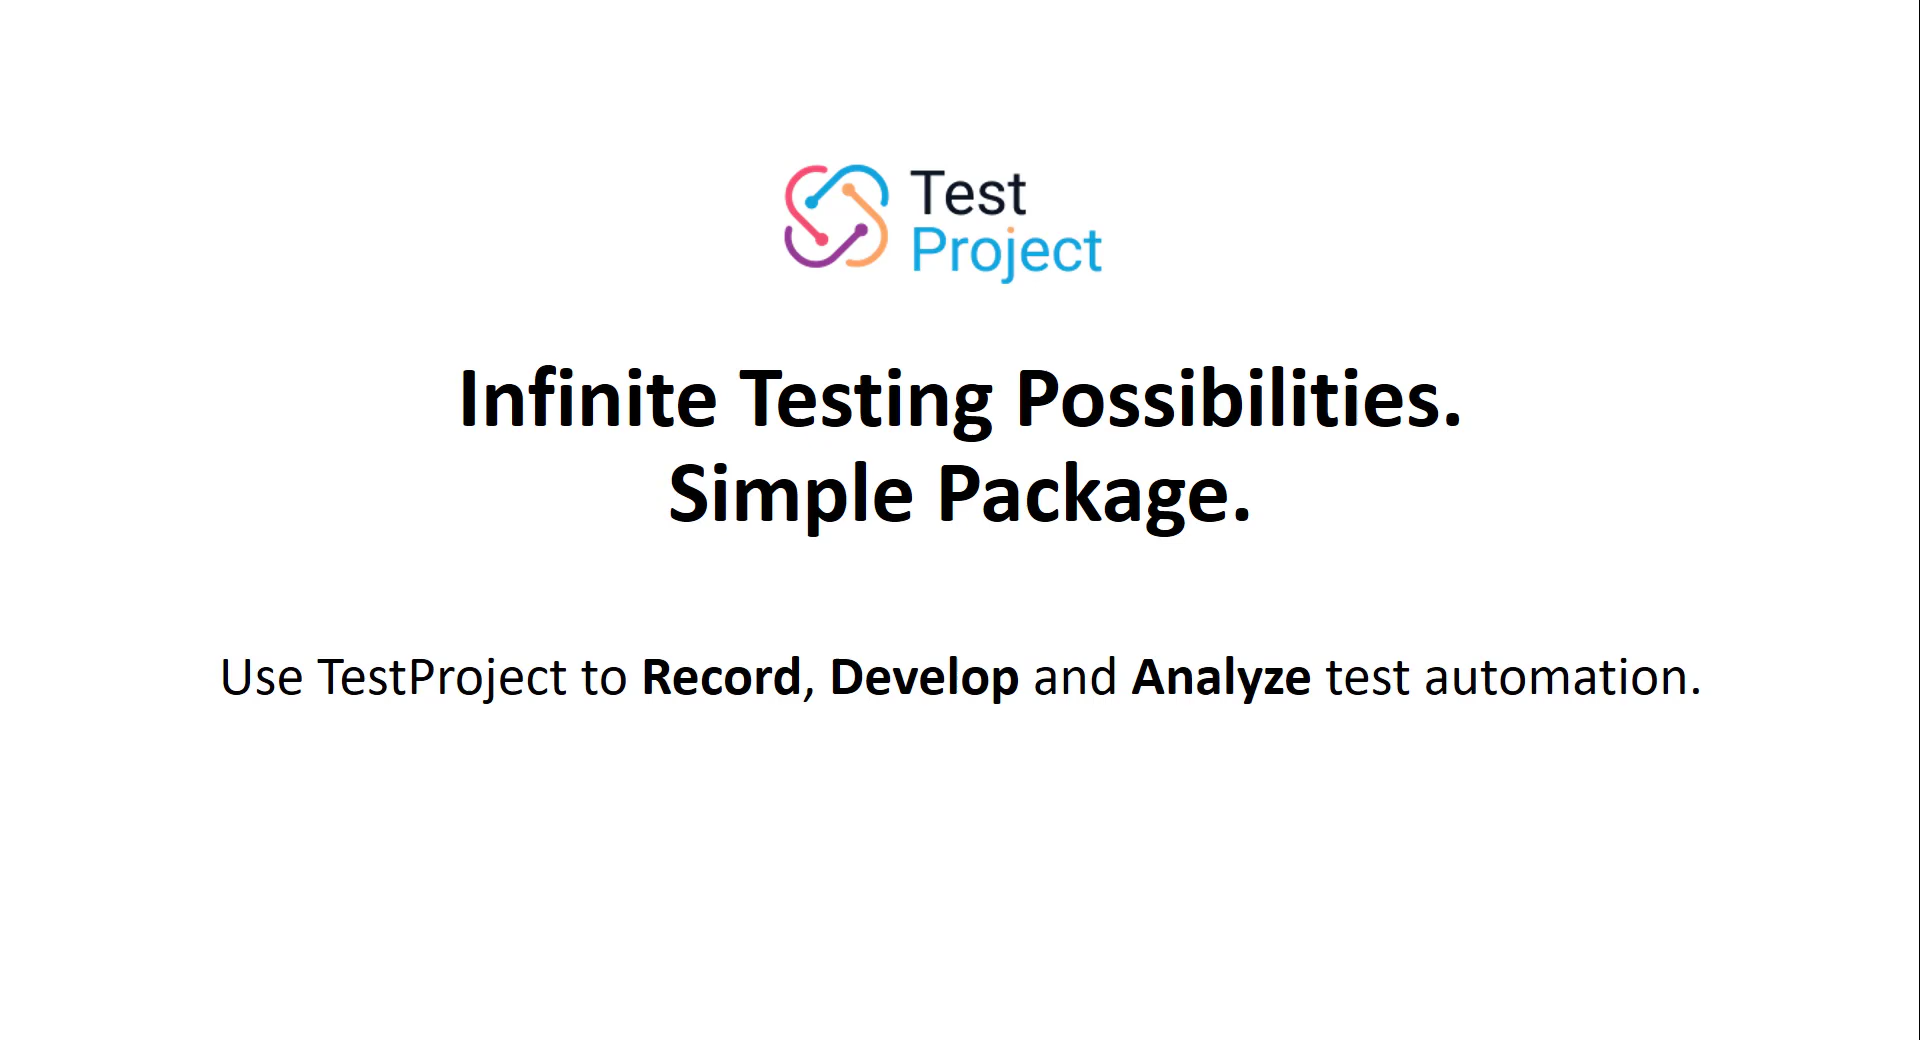 Test
Project
Infinite Testing Possibilities.
Simple Package.
Use TestProject to Record, Develop and Analyze test automation.